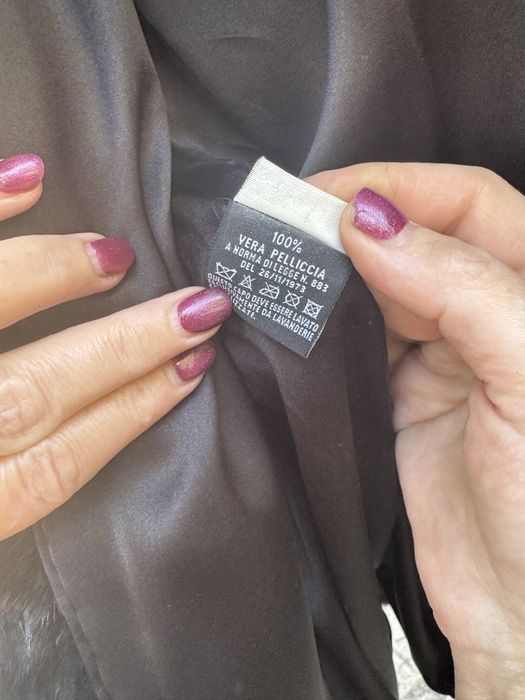 100%
VERA PELLICCIA
A NORMA DI LEGGE N. 883
DEL 26/11/1973
QUESTO CAPO DEVE ESSERE LAVATO
ESCLUSIVAMENTE DA LAVANDERIE